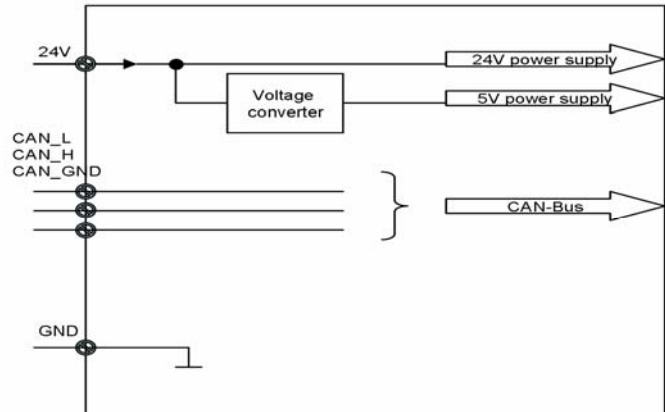 24V
24V power supply
Voltage
converter
5V power supply
CAN_L
CAN_H
CAN_GND
CAN-Bus
GND